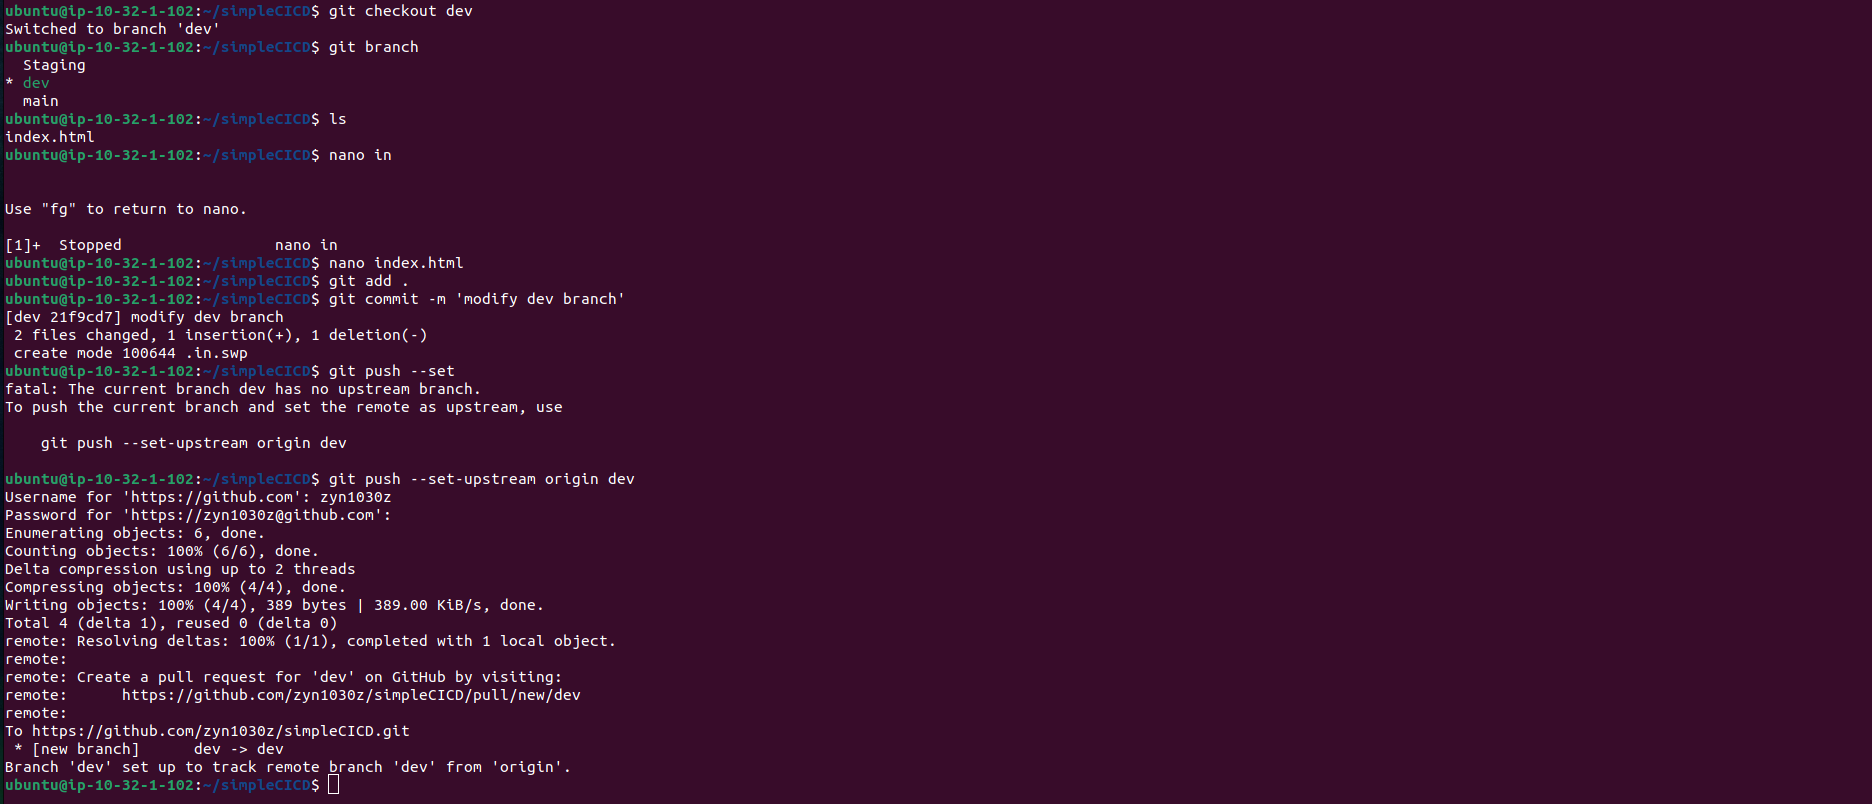 ubuntu@ip-10-32-1-102:~/simpleCICD$ git checkout dev
Switched to branch 'dev'
ubuntu@ip-10-32-1-102:~/simpleCICD$ git branch
  Staging
* dev
  main
ubuntu@ip-10-32-1-102:~/simpleCICD$ ls
index.html
ubuntu@ip-10-32-1-102:~/simpleCICD$ nano in
Use "fg" to return to nano.
[1]+  Stopped                 nano in
ubuntu@ip-10-32-1-102:~/simpleCICD$ nano index.html
ubuntu@ip-10-32-1-102:~/simpleCICD$ git add .
ubuntu@ip-10-32-1-102:~/simpleCICD$ git commit -m 'modify dev branch'
[dev 21f9cd7] modify dev branch
 2 files changed, 1 insertion(+), 1 deletion(-)
 create mode 100644 .in.swp
ubuntu@ip-10-32-1-102:~/simpleCICD$ git push --set
fatal: The current branch dev has no upstream branch.
To push the current branch and set the remote as upstream, use
    git push --set-upstream origin dev
ubuntu@ip-10-32-1-102:~/simpleCICD$ git push --set-upstream origin dev
Username for 'https://github.com': zyn1030z
Password for 'https://zyn1030z@github.com':
Enumerating objects: 6, done.
Counting objects: 100% (6/6), done.
Delta compression using up to 2 threads
Compressing objects: 100% (4/4), done.
Writing objects: 100% (4/4), 389 bytes | 389.00 KiB/s, done.
Total 4 (delta 1), reused 0 (delta 0)
remote: Resolving deltas: 100% (1/1), completed with 1 local object.
remote:
remote: Create a pull request for 'dev' on GitHub by visiting:
remote:      https://github.com/zyn1030z/simpleCICD/pull/new/dev
remote:
To https://github.com/zyn1030z/simpleCICD.git
 * [new branch]      dev -> dev
Branch 'dev' set up to track remote branch 'dev' from 'origin'.
ubuntu@ip-10-32-1-102:~/simpleCICD$